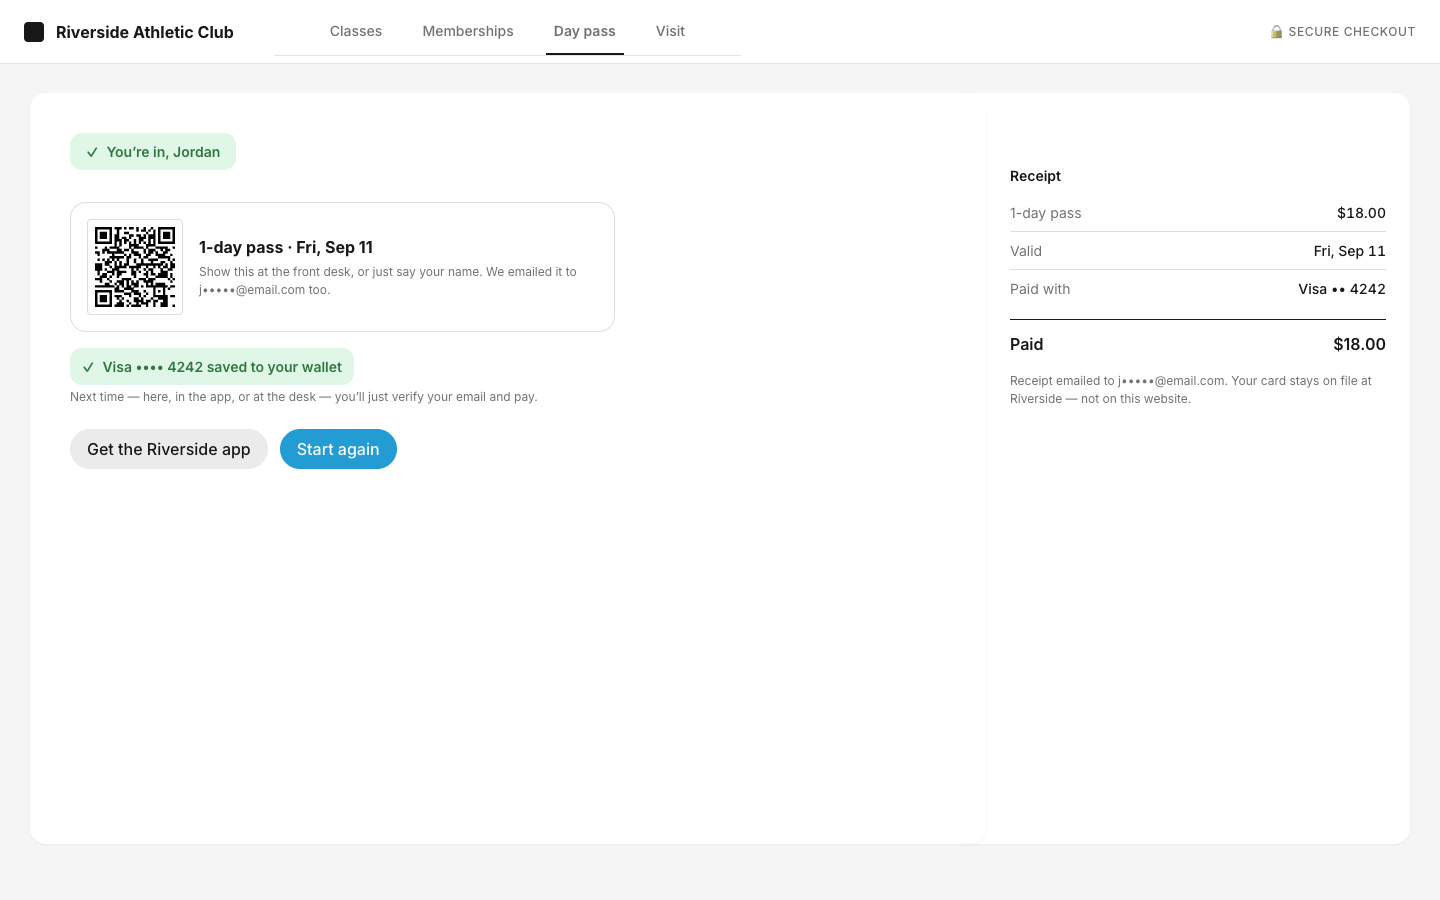 Riverside Athletic Club
Classes
Memberships
Day pass
Visit
🔒 SECURE CHECKOUT
✓ You’re in, Jordan
1-day pass · Fri, Sep 11
Show this at the front desk, or just say your name. We emailed it to
j•••••@email.com too.
✓ Visa •••• 4242 saved to your wallet
Next time — here, in the app, or at the desk — you’ll just verify your email and pay.
Get the Riverside app
Start again
Receipt
1-day pass $18.00
Valid Fri, Sep 11
Paid with Visa •• 4242
Paid $18.00
Receipt emailed to j•••••@email.com. Your card stays on file at
Riverside — not on this website.